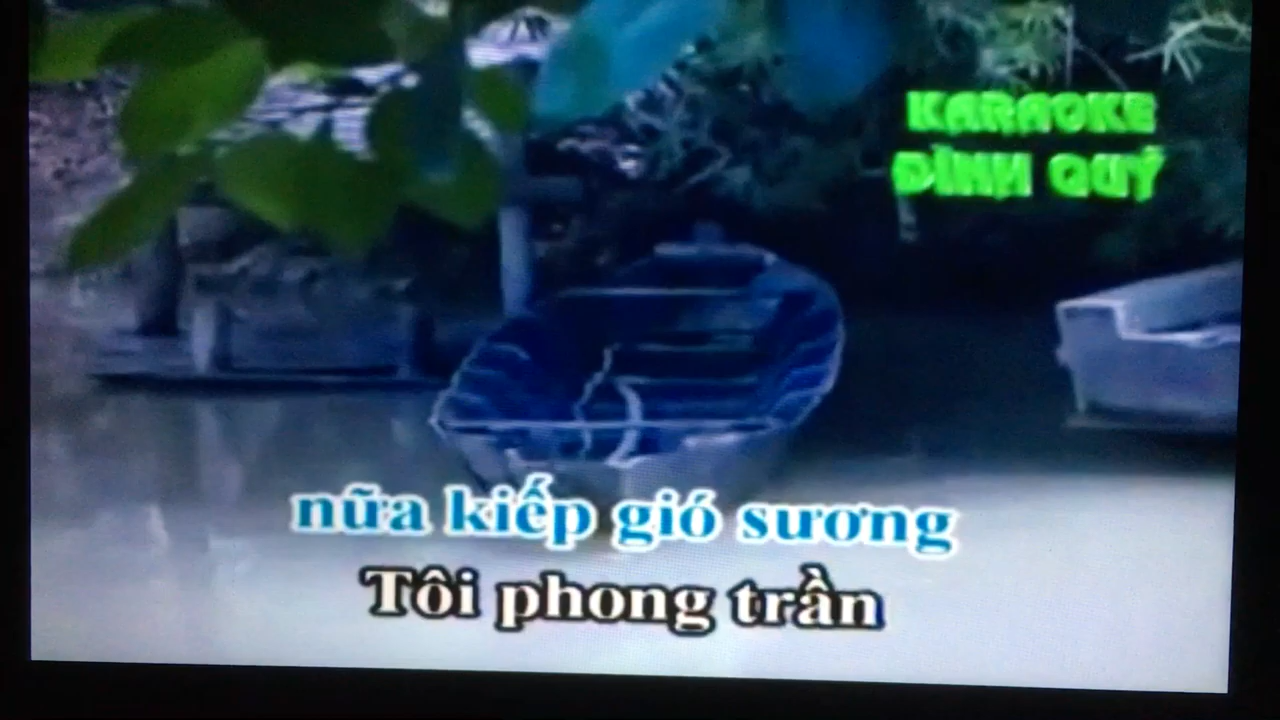 KARAOKE
ĐÌNH QUÝ
nữa kiếp gió sương
Tôi phong trần